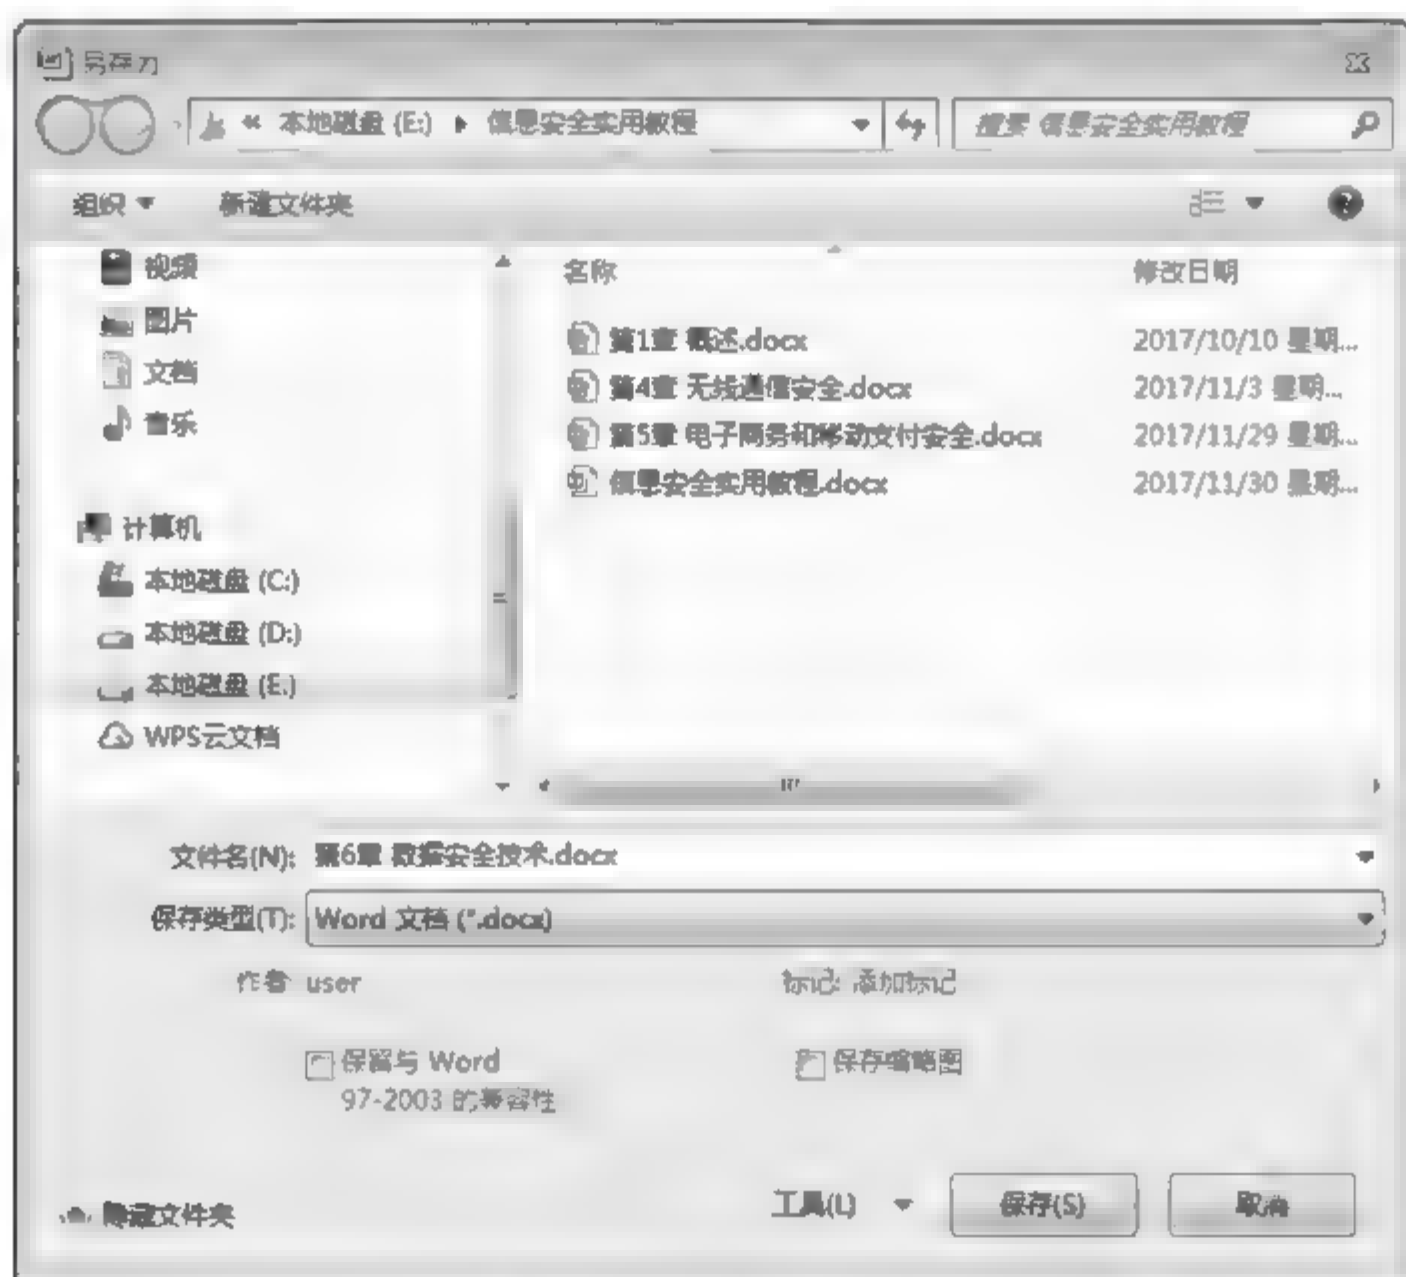 另存为
« 本地磁盘 (E:) ▸ 信息安全实用教程
搜索 信息安全实用教程
组织 新建文件夹
视频
图片
文档
音乐
计算机
本地磁盘 (C:)
本地磁盘 (D:)
本地磁盘 (E:)
WPS云文档
名称 修改日期
第1章 概述.docx 2017/10/10 星期...
第4章 无线通信安全.docx 2017/11/3 星期...
第5章 电子商务和移动支付安全.docx 2017/11/29 星期...
信息安全实用教程.docx 2017/11/30 星期...
文件名(N): 第6章 数据安全技术.docx
保存类型(T): Word 文档 (*.docx)
作者: user 标记: 添加标记
保留与 Word 保存缩略图
97-2003 的兼容性
隐藏文件夹 工具(L) 保存(S) 取消